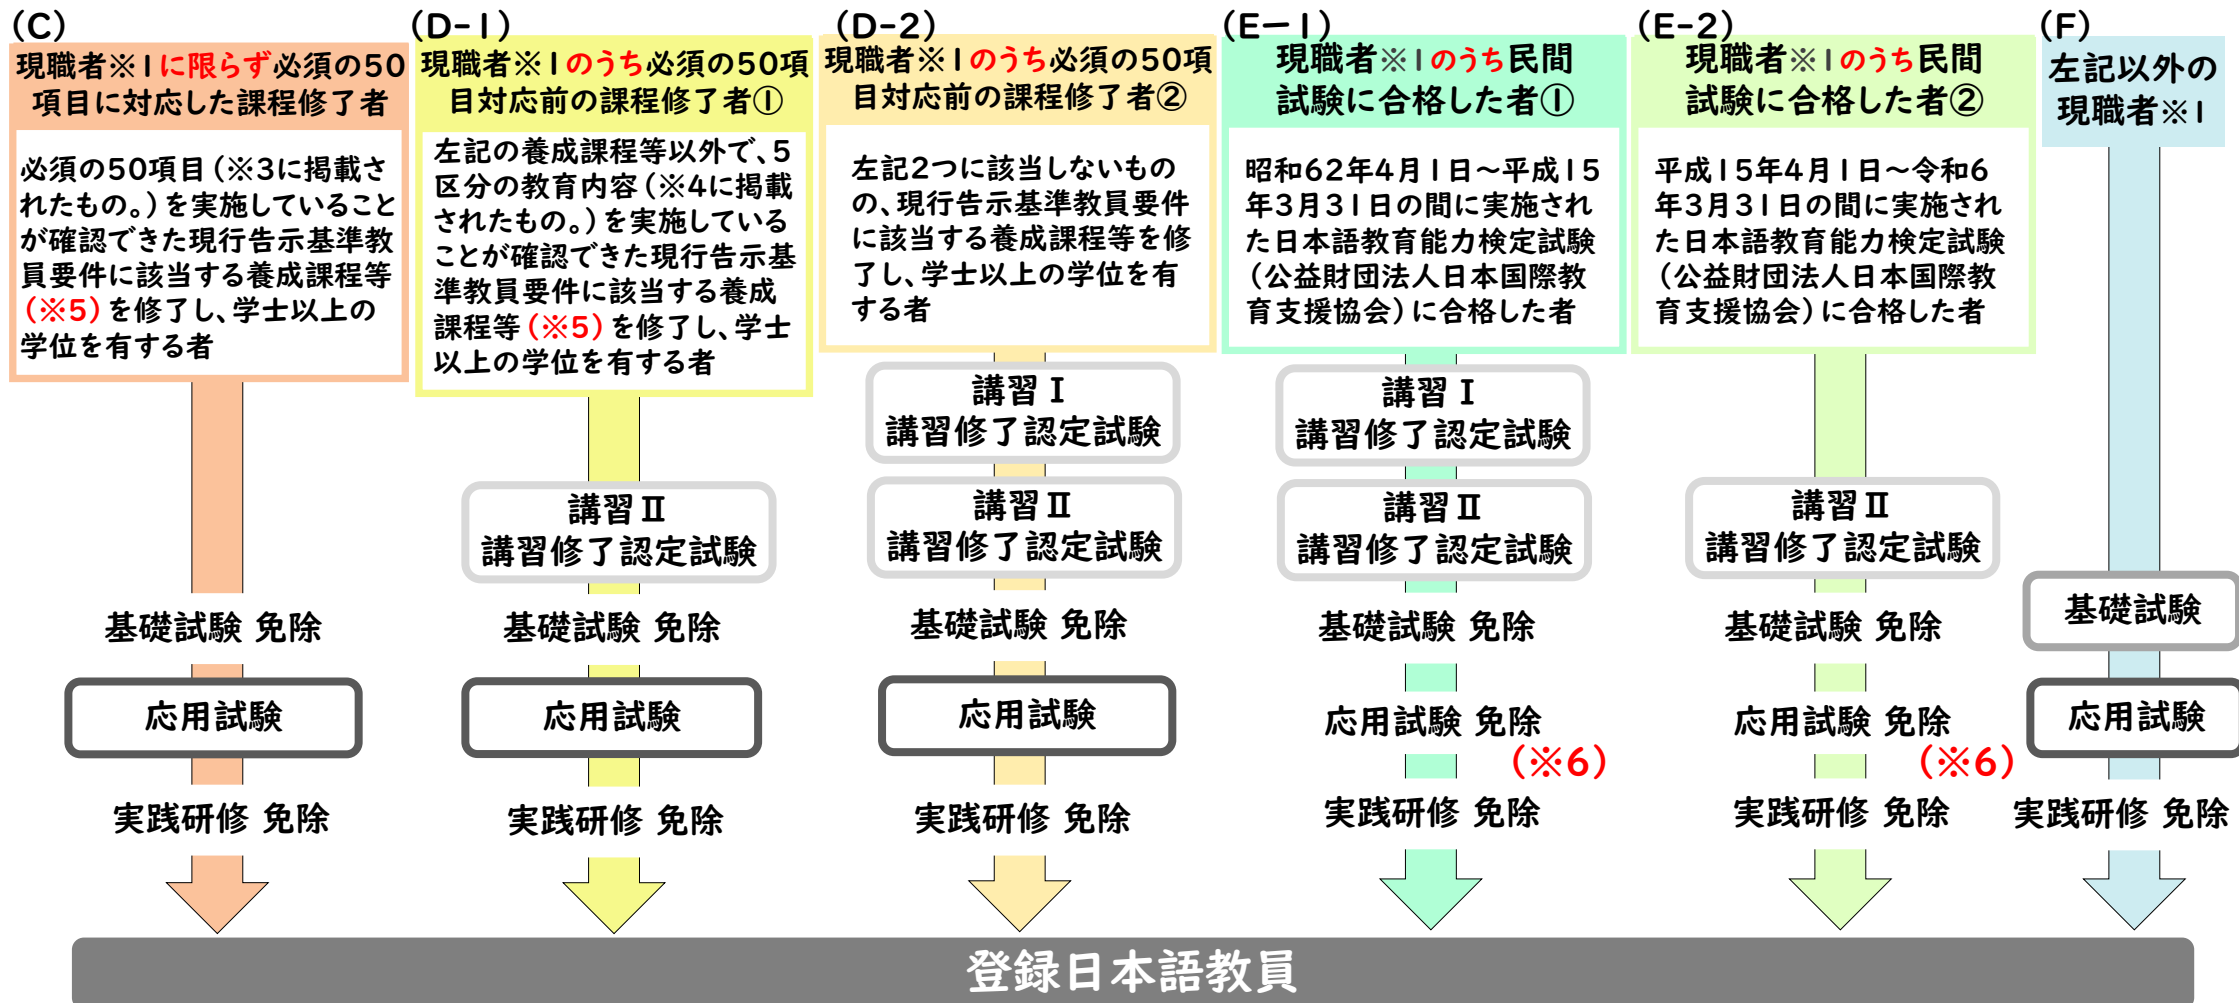 (C)
現職者※1に限らず必須の50
項目に対応した課程修了者
必須の50項目(※3に掲載さ
れたもの。)を実施していること
が確認できた現行告示基準教
員要件に該当する養成課程等
(※5)を修了し、学士以上の
学位を有する者
基礎試験 免除
応用試験
実践研修 免除
(D-1)
現職者※1のうち必須の50項
目対応前の課程修了者①
左記の養成課程等以外で、5
区分の教育内容(※4に掲載
されたもの。)を実施している
ことが確認できた現行告示基
準教員要件に該当する養成
課程等(※5)を修了し、学士
以上の学位を有する者
講習Ⅱ
講習修了認定試験
基礎試験 免除
応用試験
実践研修 免除
(D-2)
現職者※1のうち必須の50項
目対応前の課程修了者②
左記2つに該当しないもの
の、現行告示基準教員要件
に該当する養成課程等を修
了し、学士以上の学位を有
する者
講習Ⅰ
講習修了認定試験
講習Ⅱ
講習修了認定試験
基礎試験 免除
応用試験
実践研修 免除
(E-1)
現職者※1のうち民間
試験に合格した者①
昭和62年4月1日~平成15
年3月31日の間に実施され
た日本語教育能力検定試験
(公益財団法人日本国際教
育支援協会)に合格した者
講習Ⅰ
講習修了認定試験
講習Ⅱ
講習修了認定試験
基礎試験 免除
応用試験 免除
(※6)
実践研修 免除
(E-2)
現職者※1のうち民間
試験に合格した者②
平成15年4月1日~令和6
年3月31日の間に実施され
た日本語教育能力検定試験
(公益財団法人日本国際教
育支援協会)に合格した者
講習Ⅱ
講習修了認定試験
基礎試験 免除
応用試験 免除
(※6)
実践研修 免除
(F)
左記以外の
現職者※1
基礎試験
応用試験
実践研修 免除
登録日本語教員